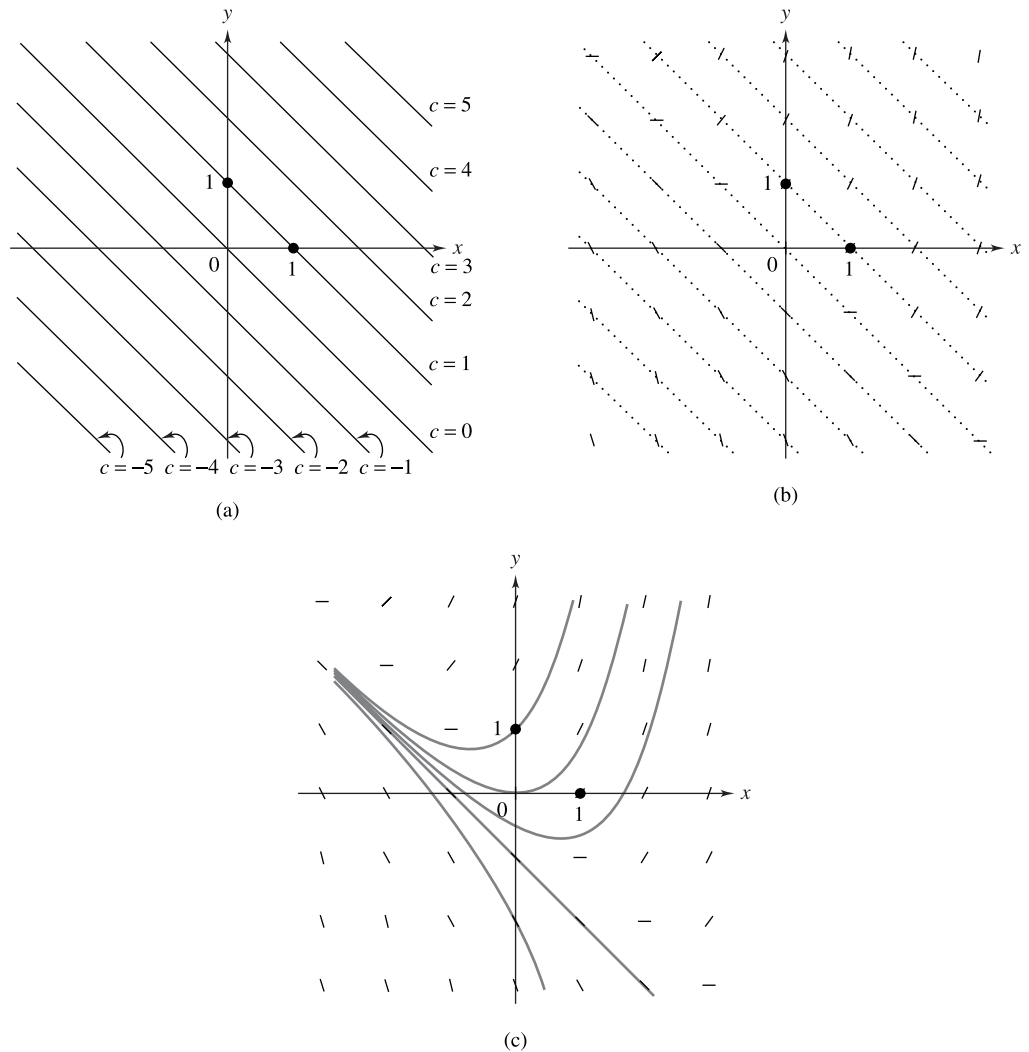 y
c = 5
c = 4
1
x
0
1
c = 3
c = 2
c = 1
c = 0
c = −5 c = −4 c = −3 c = −2 c = −1
(a)
y
1
x
0
1
(b)
y
1
x
0
1
(c)